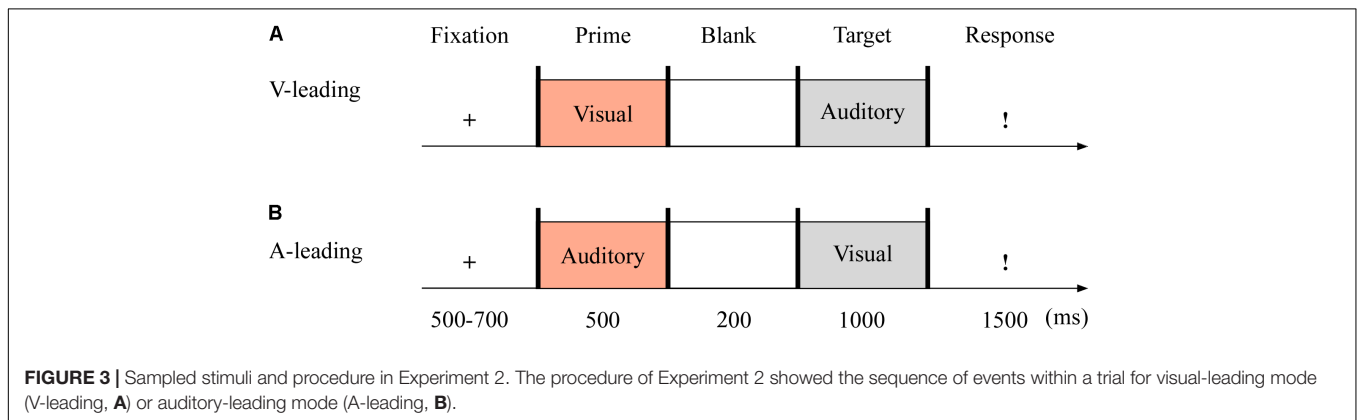 A Fixation Prime Blank Target Response
V-leading + Visual Auditory !
B
A-leading + Auditory Visual !
500-700 500 200 1000 1500 (ms)
FIGURE 3 | Sampled stimuli and procedure in Experiment 2. The procedure of Experiment 2 showed the sequence of events within a trial for visual-leading mode
(V-leading, A) or auditory-leading mode (A-leading, B).